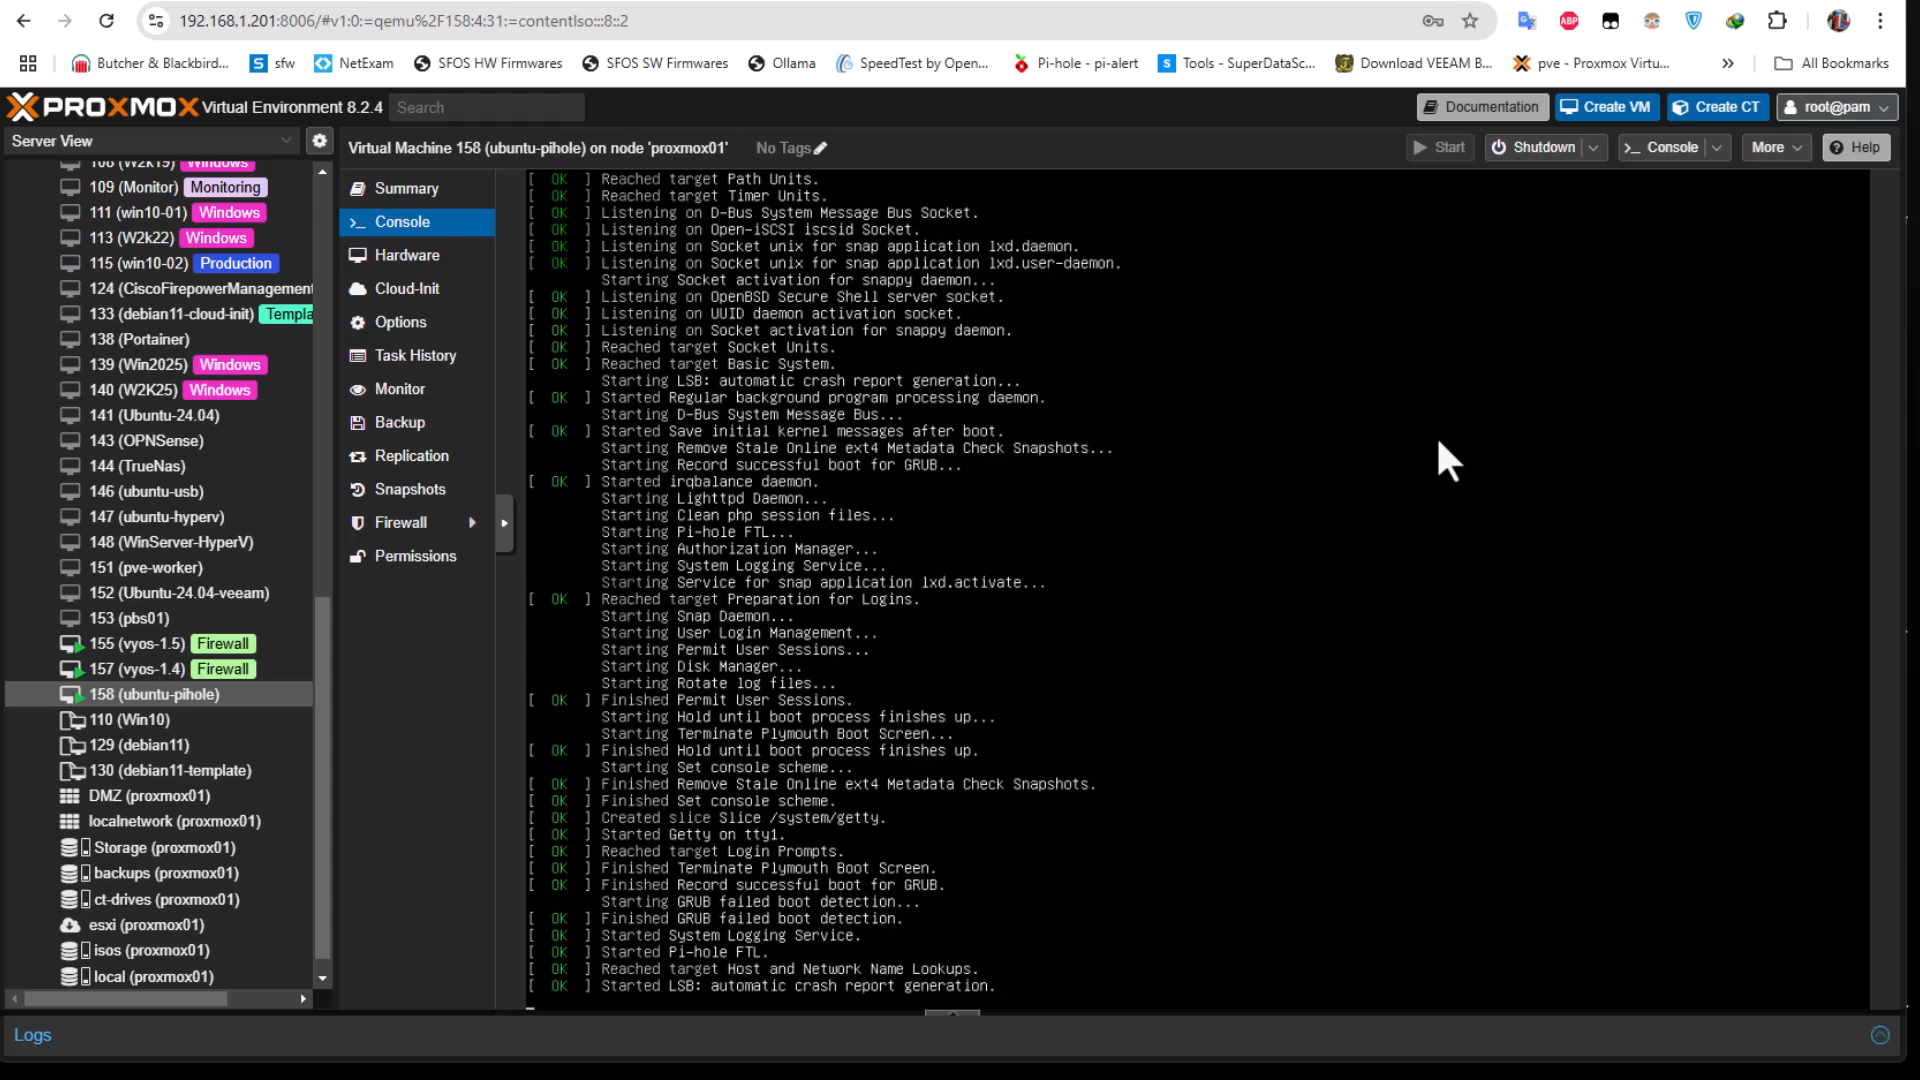 192.168.1.201:8006/#v1:0:=qemu%2F158:4:31:=contentIso:::8::2
Butcher & Blackbird...
sfw
NetExam
SFOS HW Firmwares
SFOS SW Firmwares
Ollama
SpeedTest by Open...
Pi-hole - pi-alert
Tools - SuperDataSc...
Download VEEAM B...
pve - Proxmox Virtu...
»
All Bookmarks
PROXMOX Virtual Environment 8.2.4
Search
Documentation
Create VM
Create CT
root@pam
Server View
Virtual Machine 158 (ubuntu-pihole) on node 'proxmox01'
No Tags
Start
Shutdown
Console
More
Help
108 (W2k19) Windows
109 (Monitor) Monitoring
111 (win10-01) Windows
113 (W2k22) Windows
115 (win10-02) Production
124 (CiscoFirepowerManagement
133 (debian11-cloud-init) Templa
138 (Portainer)
139 (Win2025) Windows
140 (W2K25) Windows
141 (Ubuntu-24.04)
143 (OPNSense)
144 (TrueNas)
146 (ubuntu-usb)
147 (ubuntu-hyperv)
148 (WinServer-HyperV)
151 (pve-worker)
152 (Ubuntu-24.04-veeam)
153 (pbs01)
155 (vyos-1.5) Firewall
157 (vyos-1.4) Firewall
158 (ubuntu-pihole)
110 (Win10)
129 (debian11)
130 (debian11-template)
DMZ (proxmox01)
localnetwork (proxmox01)
Storage (proxmox01)
backups (proxmox01)
ct-drives (proxmox01)
esxi (proxmox01)
isos (proxmox01)
local (proxmox01)
Summary
Console
Hardware
Cloud-Init
Options
Task History
Monitor
Backup
Replication
Snapshots
Firewall
Permissions
[  OK  ] Reached target Path Units.
[  OK  ] Reached target Timer Units.
[  OK  ] Listening on D-Bus System Message Bus Socket.
[  OK  ] Listening on Open-iSCSI iscsid Socket.
[  OK  ] Listening on Socket unix for snap application lxd.daemon.
[  OK  ] Listening on Socket unix for snap application lxd.user-daemon.
Starting Socket activation for snappy daemon...
[  OK  ] Listening on OpenBSD Secure Shell server socket.
[  OK  ] Listening on UUID daemon activation socket.
[  OK  ] Listening on Socket activation for snappy daemon.
[  OK  ] Reached target Socket Units.
[  OK  ] Reached target Basic System.
Starting LSB: automatic crash report generation...
[  OK  ] Started Regular background program processing daemon.
Starting D-Bus System Message Bus...
[  OK  ] Started Save initial kernel messages after boot.
Starting Remove Stale Online ext4 Metadata Check Snapshots...
Starting Record successful boot for GRUB...
[  OK  ] Started irqbalance daemon.
Starting Lighttpd Daemon...
Starting Clean php session files...
Starting Pi-hole FTL...
Starting Authorization Manager...
Starting System Logging Service...
Starting Service for snap application lxd.activate...
[  OK  ] Reached target Preparation for Logins.
Starting Snap Daemon...
Starting User Login Management...
Starting Permit User Sessions...
Starting Disk Manager...
Starting Rotate log files...
[  OK  ] Finished Permit User Sessions.
Starting Hold until boot process finishes up...
Starting Terminate Plymouth Boot Screen...
[  OK  ] Finished Hold until boot process finishes up.
Starting Set console scheme...
[  OK  ] Finished Remove Stale Online ext4 Metadata Check Snapshots.
[  OK  ] Finished Set console scheme.
[  OK  ] Created slice Slice /system/getty.
[  OK  ] Started Getty on tty1.
[  OK  ] Reached target Login Prompts.
[  OK  ] Finished Terminate Plymouth Boot Screen.
[  OK  ] Finished Record successful boot for GRUB.
Starting GRUB failed boot detection...
[  OK  ] Finished GRUB failed boot detection.
[  OK  ] Started System Logging Service.
[  OK  ] Started Pi-hole FTL.
[  OK  ] Reached target Host and Network Name Lookups.
[  OK  ] Started LSB: automatic crash report generation.
Logs